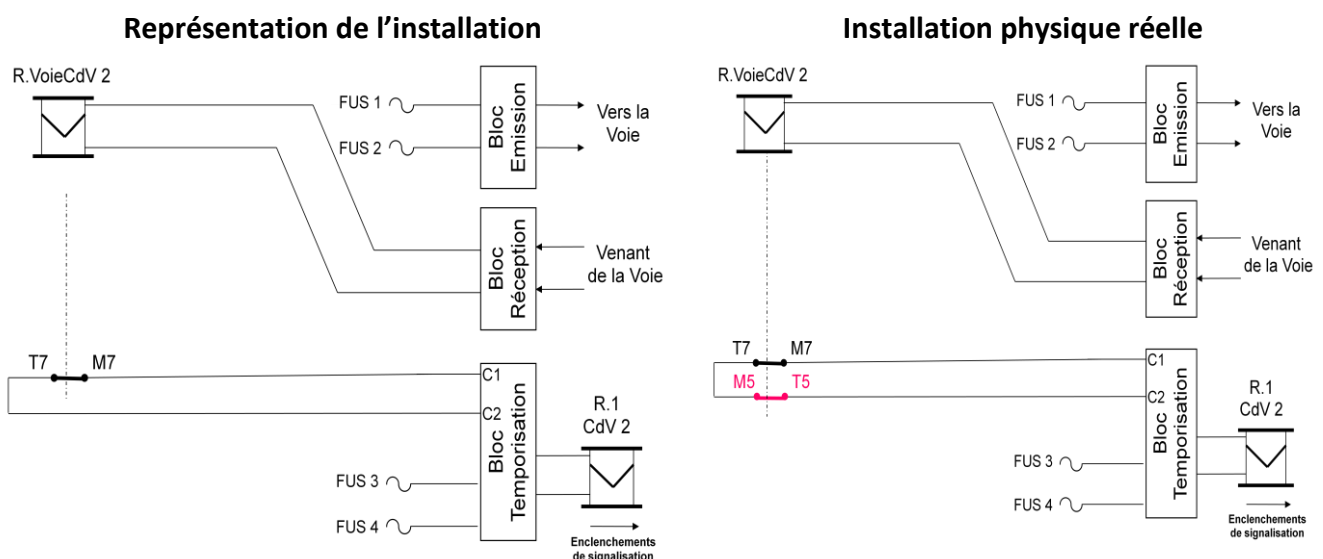 Représentation de l’installation
R.VoieCdV 2
FUS 1
FUS 2
Bloc
Emission
Vers la
Voie
Bloc
Réception
Venant
de la Voie
T7
M7
C1
C2
Bloc
Temporisation
R.1
CdV 2
FUS 3
FUS 4
Enclenchements
de signalisation
Installation physique réelle
R.VoieCdV 2
FUS 1
FUS 2
Bloc
Emission
Vers la
Voie
Bloc
Réception
Venant
de la Voie
T7
M7
M5
T5
C1
C2
Bloc
Temporisation
R.1
CdV 2
FUS 3
FUS 4
Enclenchements
de signalisation